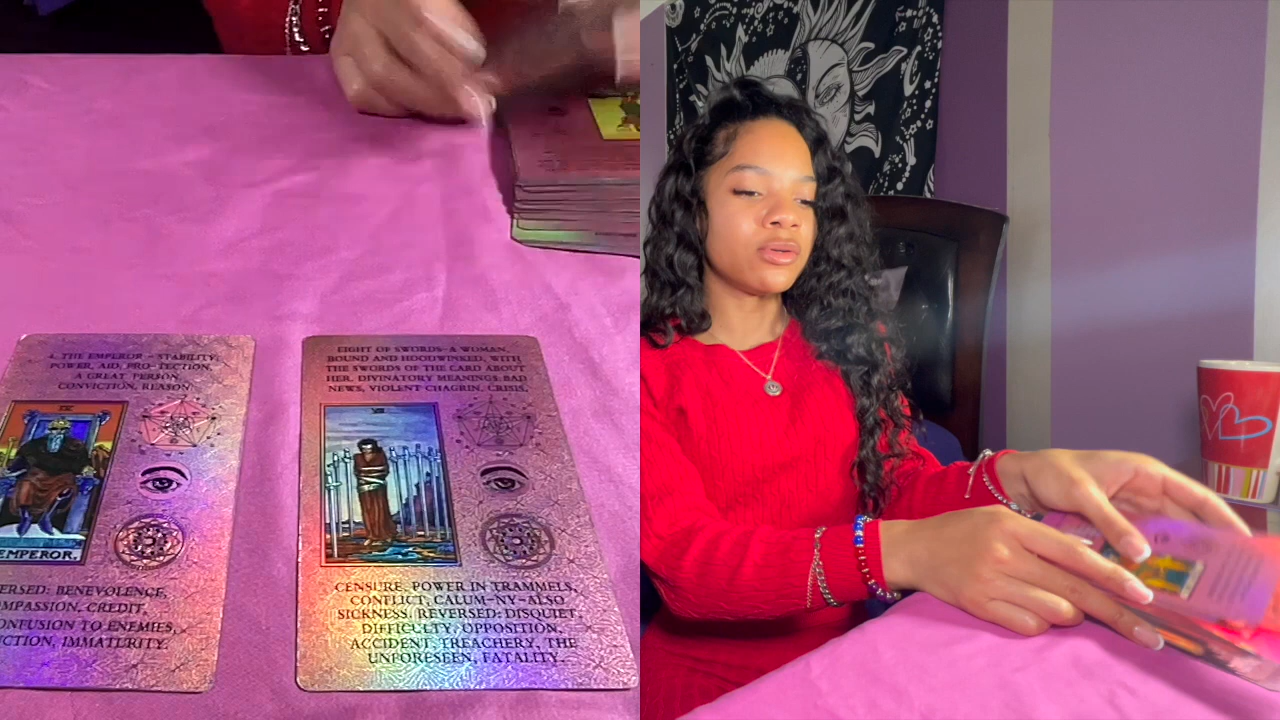 4. THE EMPEROR – STABILITY,
POWER, AID, PRO-TECTION,
A GREAT PERSON,
CONVICTION, REASON.
EMPEROR.
ERSED: BENEVOLENCE,
OMPASSION, CREDIT,
ONFUSION TO ENEMIES,
CTION, IMMATURITY.
EIGHT OF SWORDS–A WOMAN,
BOUND AND HOODWINKED, WITH
THE SWORDS OF THE CARD ABOUT
HER, DIVINATORY MEANINGS: BAD
NEWS, VIOLENT CHAGRIN, CRISIS,
VIII
CENSURE, POWER IN TRAMMELS,
CONFLICT, CALUM-NY-ALSO
SICKNESS. REVERSED: DISQUIET,
DIFFICULTY, OPPOSITION,
ACCIDENT, TREACHERY, THE
UNFORESEEN, FATALITY.